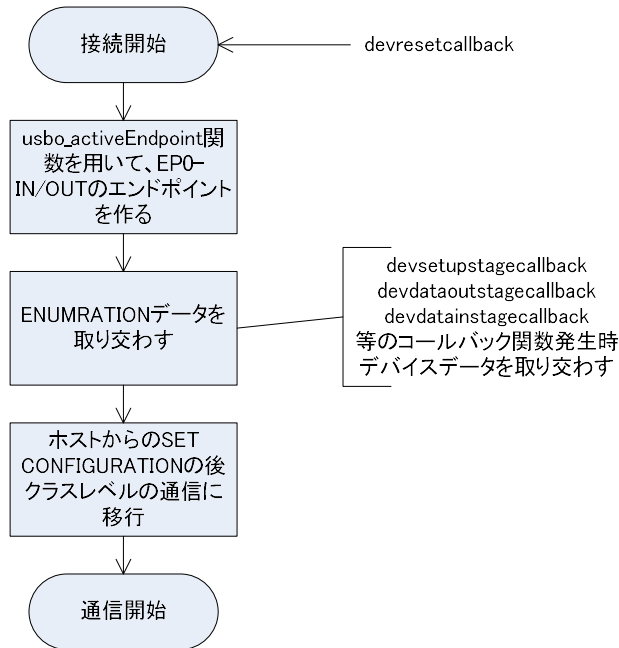 接続開始
devresetcallback
usbo_activeEndpoint関
数を用いて、EP0-
IN/OUTのエンドポイント
を作る
ENUMRATIONデータを
取り交わす
devsetupstagecallback
devdataoutstagecallback
devdatainstagecallback
等のコールバック関数発生時
デバイスデータを取り交わす
ホストからのSET
CONFIGURATIONの後
クラスレベルの通信に
移行
通信開始